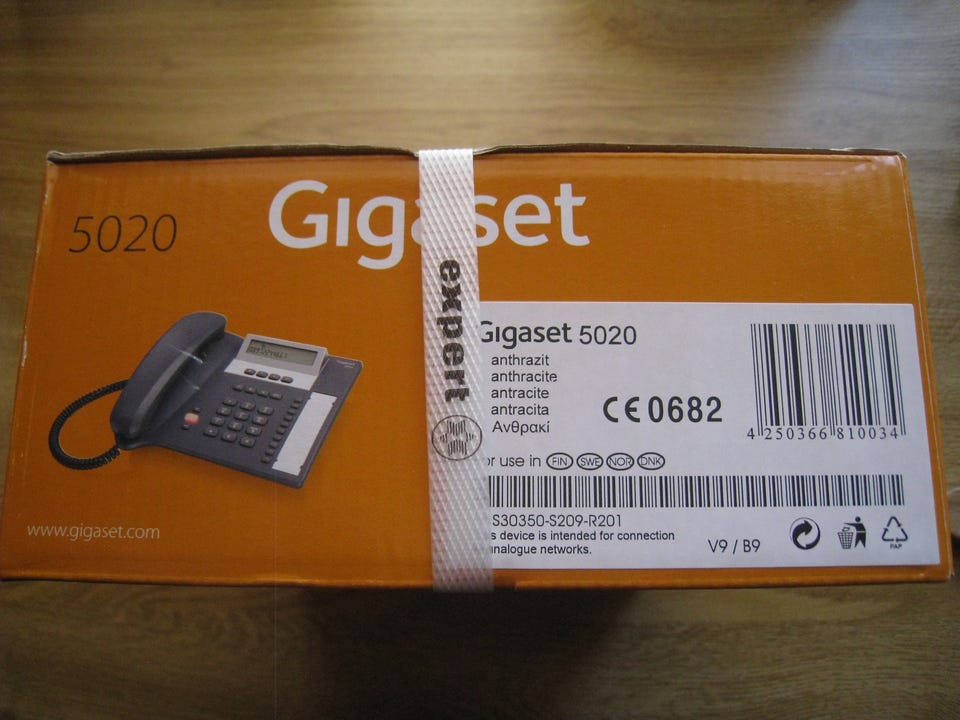 5020
Gigaset
expert
Gigaset 5020
anthrazit
anthracite
antracite
antracita
Ανθρακί
CE 0682
4 250366 810034
or use in FIN SWE NOR DNK
S30350-S209-R201
s device is intended for connection
analogue networks.
V9 / B9
PAP
www.gigaset.com